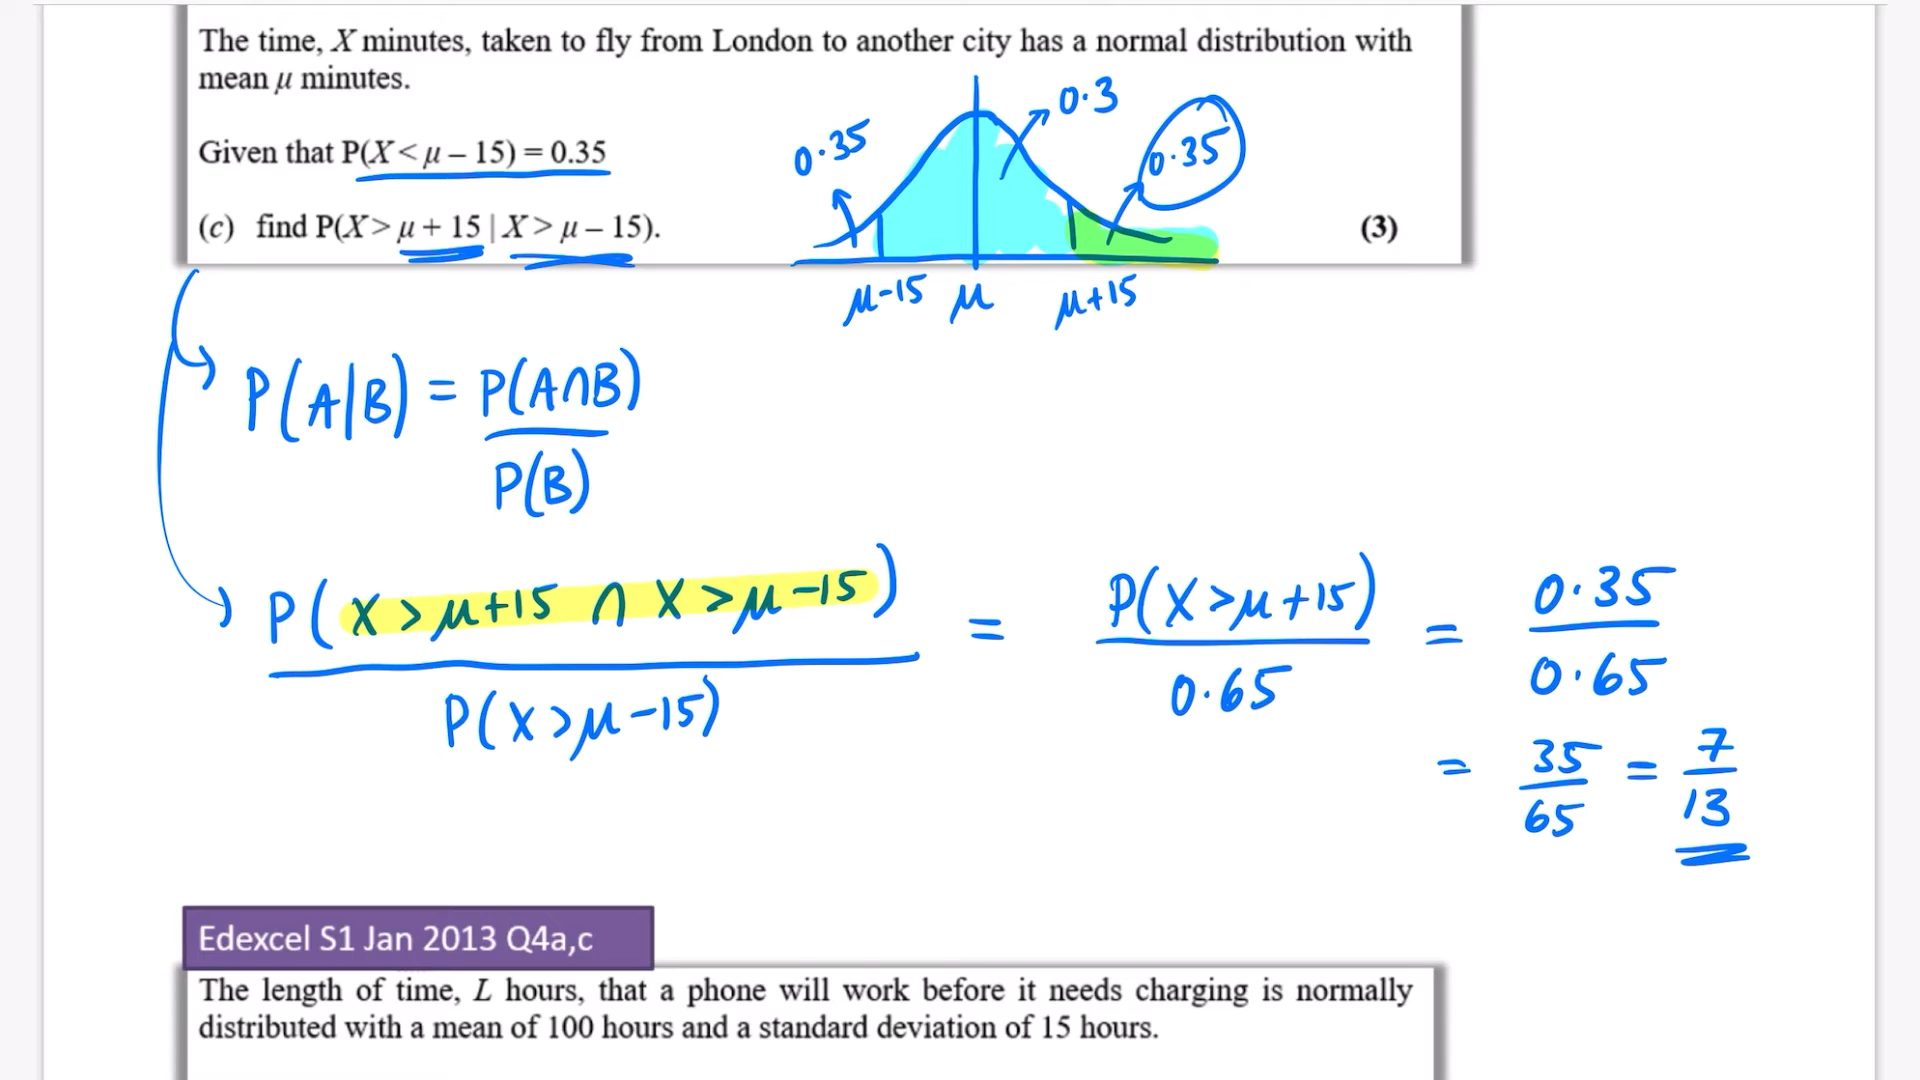 The time, X minutes, taken to fly from London to another city has a normal distribution with
mean μ minutes.
Given that P(X < μ – 15) = 0.35
(c) find P(X > μ + 15 | X > μ – 15).
(3)
0.35
0.3
0.35
μ-15 μ μ+15
P(A|B) = P(A∩B)
P(B)
P(X>μ+15 ∩ X>μ-15) = P(X>μ+15) = 0.35
P(X>μ-15) 0.65 0.65
= 35 = 7
65 13
Edexcel S1 Jan 2013 Q4a,c
The length of time, L hours, that a phone will work before it needs charging is normally
distributed with a mean of 100 hours and a standard deviation of 15 hours.